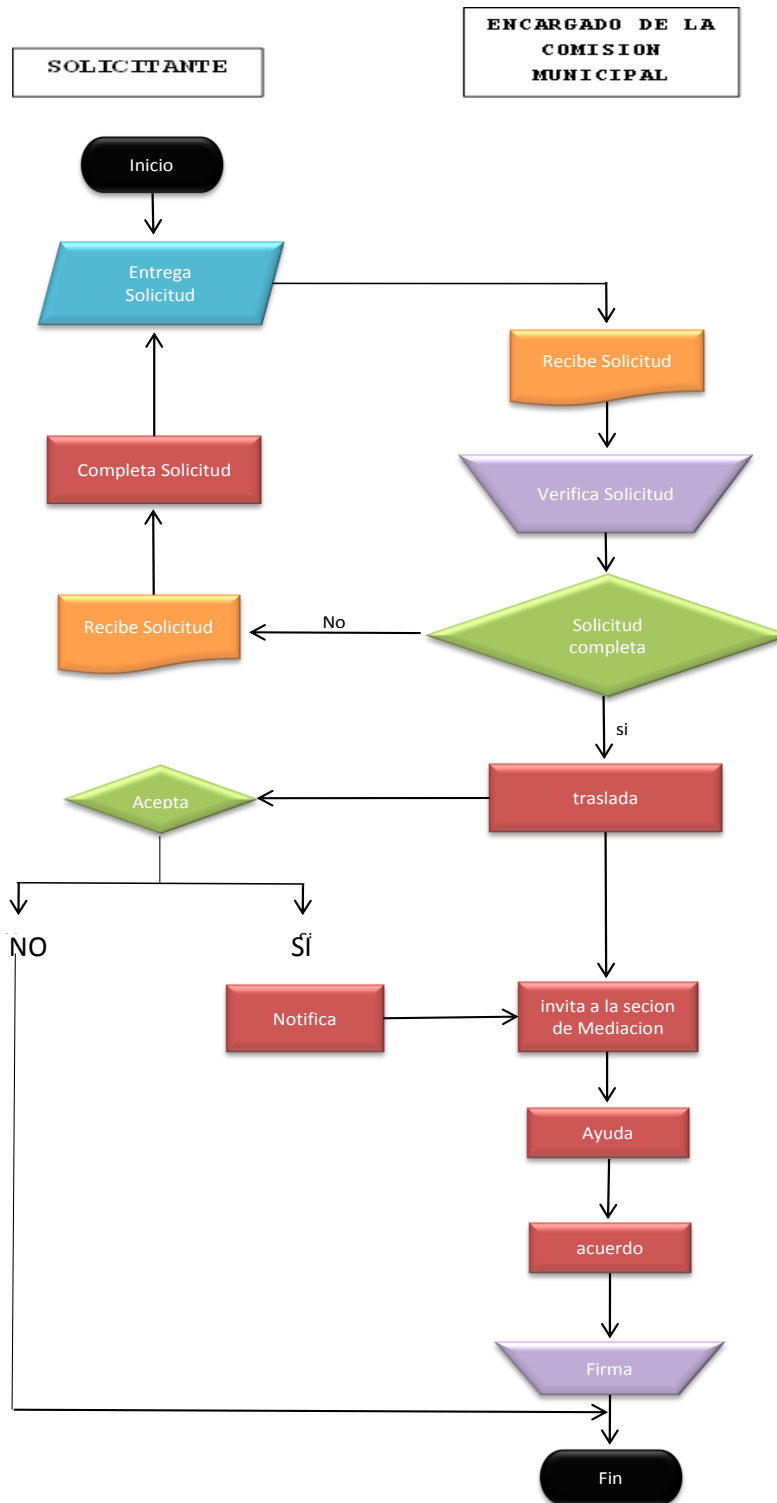 SOLICITANTE
ENCARGADO DE LA
COMISION
MUNICIPAL
Inicio
Entrega
Solicitud
Recibe Solicitud
Completa Solicitud
Verifica Solicitud
Recibe Solicitud
No
Solicitud
completa
si
Acepta
traslada
NO
SÍ
Notifica
invita a la secion
de Mediacion
Ayuda
acuerdo
Firma
Fin